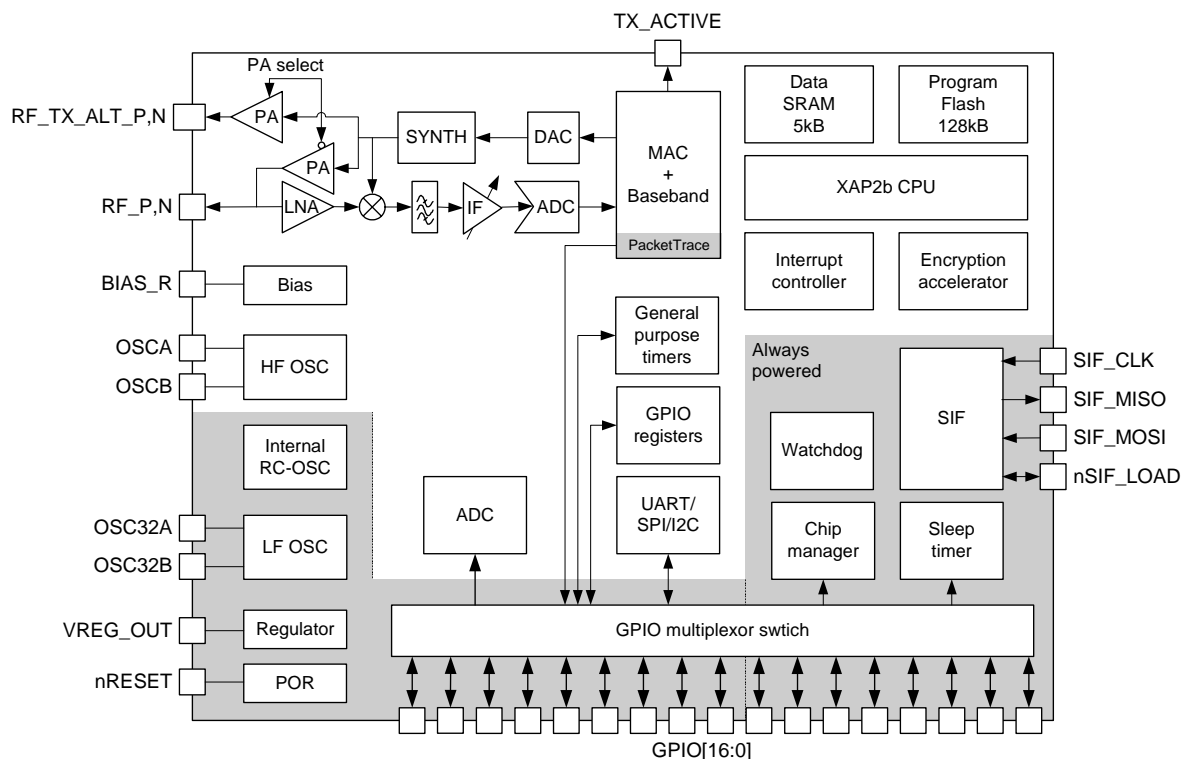 TX_ACTIVE
PA select
RF_TX_ALT_P,N
PA
SYNTH
DAC
MAC
+
Baseband
PacketTrace
Data
SRAM
5kB
Program
Flash
128kB
PA
XAP2b CPU
RF_P,N
LNA
IF
ADC
Interrupt
controller
Encryption
accelerator
BIAS_R
Bias
General
purpose
timers
OSCA
OSCB
HF OSC
Always
powered
SIF
SIF_CLK
SIF_MISO
SIF_MOSI
nSIF_LOAD
GPIO
registers
Watchdog
Internal
RC-OSC
ADC
UART/
SPI/I2C
Chip
manager
Sleep
timer
OSC32A
OSC32B
LF OSC
VREG_OUT
Regulator
GPIO multiplexor swtich
nRESET
POR
GPIO[16:0]